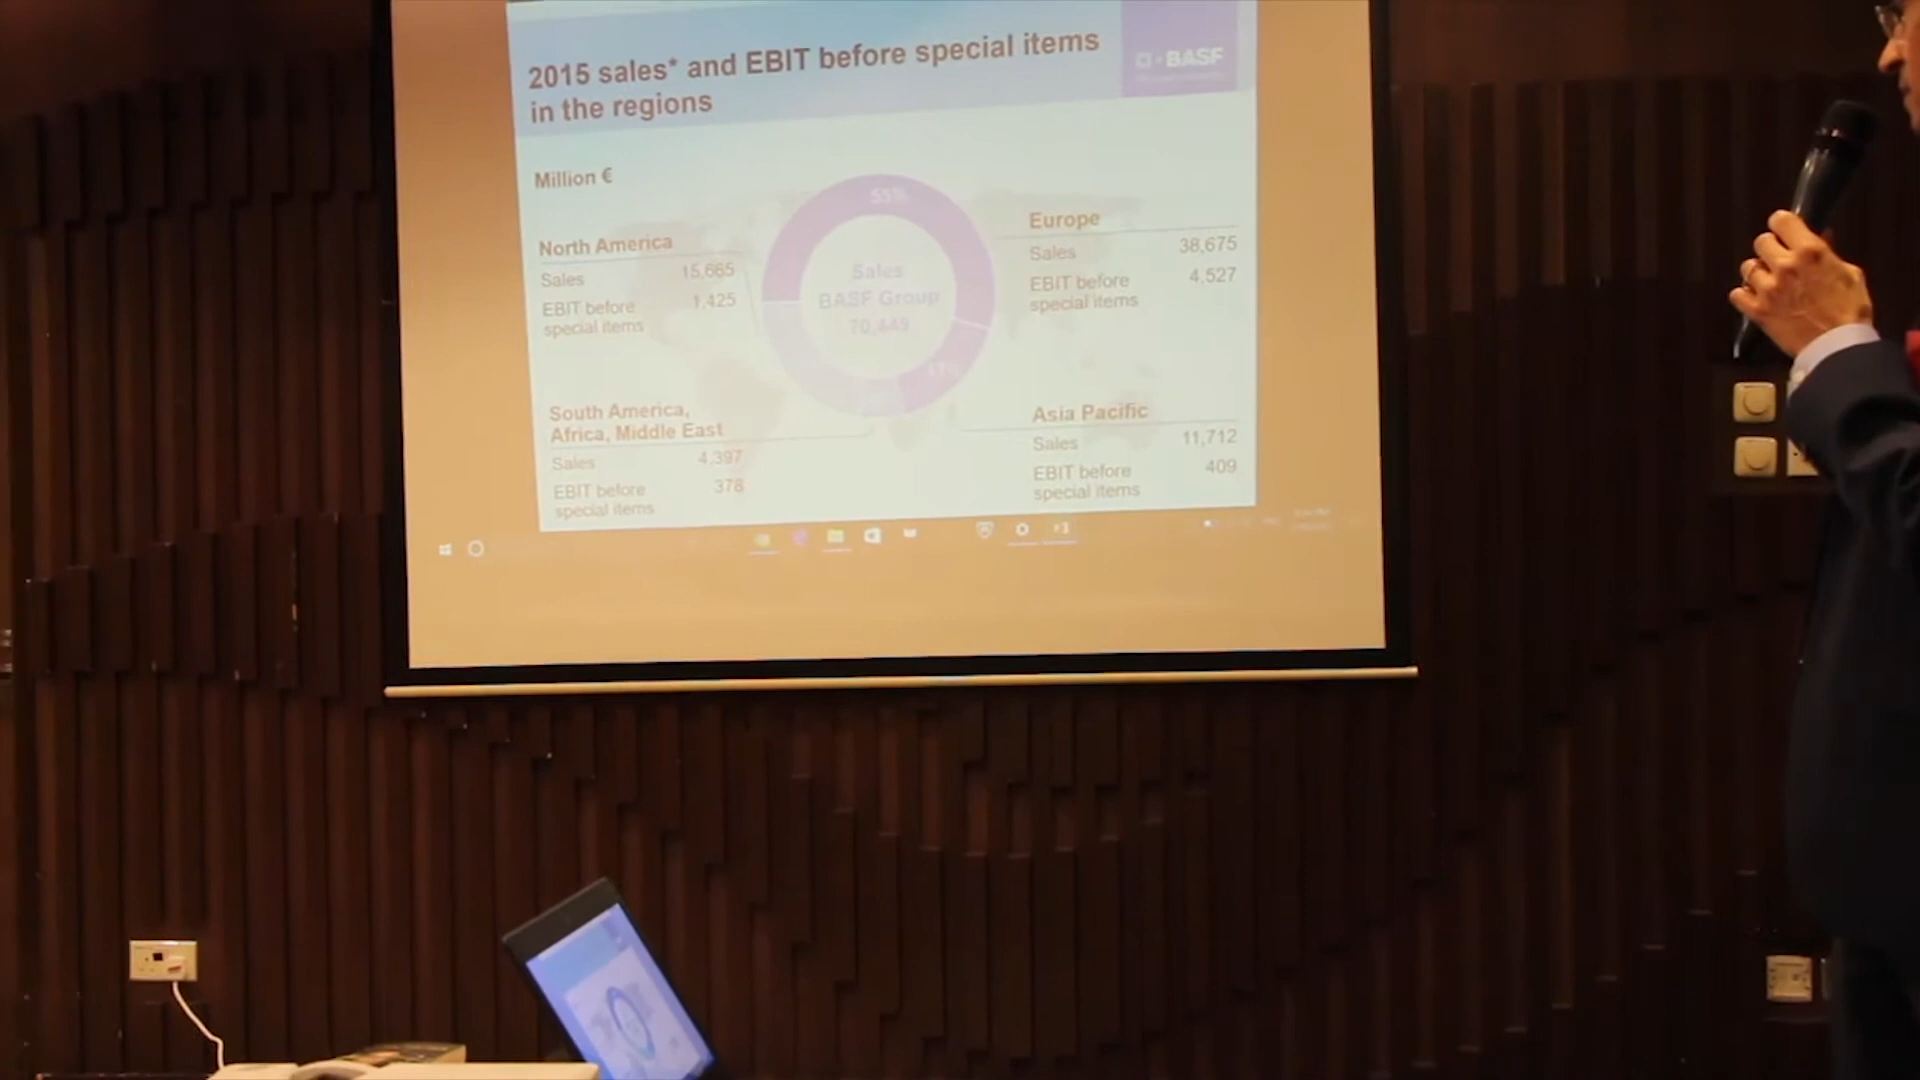 2015 sales* and EBIT before special items
in the regions
BASF
Million €
55%
North America
Sales 15,665
EBIT before 1,425
special items
Europe
Sales 38,675
EBIT before 4,527
special items
Sales
BASF Group
70,449
17%
South America,
Africa, Middle East
Sales 4,397
EBIT before 378
special items
Asia Pacific
Sales 11,712
EBIT before 409
special items